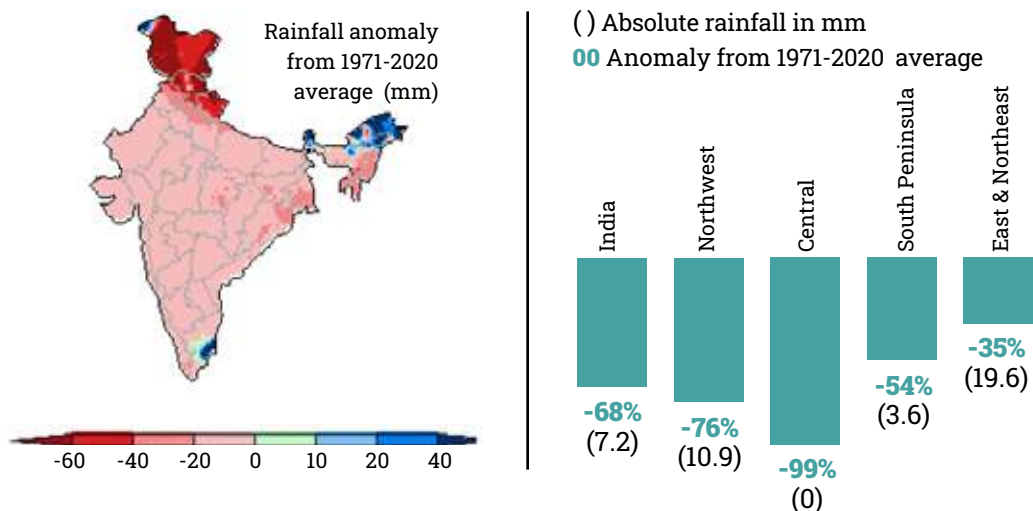 Rainfall anomaly
from 1971-2020
average (mm)
-60 -40 -20 0 10 20 40
( ) Absolute rainfall in mm
00 Anomaly from 1971-2020 average
India
Northwest
Central
South Peninsula
East & Northeast
-68%
(7.2)
-76%
(10.9)
-99%
(0)
-54%
(3.6)
-35%
(19.6)